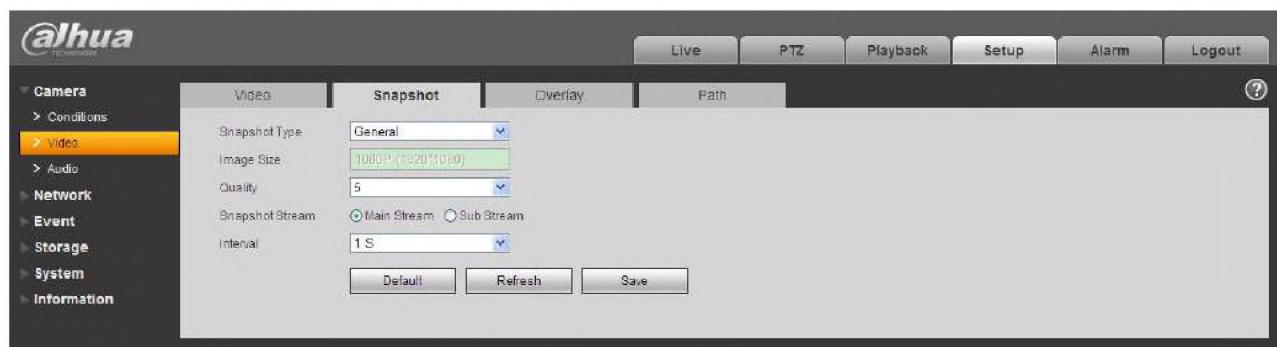 alhua
TECHNOLOGY
Live PTZ Playback Setup Alarm Logout
Camera
> Conditions
> Video
> Audio
Network
Event
Storage
System
Information
Video Snapshot Overlay Path
?
Snapshot Type General
Image Size 1080P (1920*1080)
Quality 5
Snapshot Stream Main Stream Sub Stream
Interval 1 S
Default Refresh Save